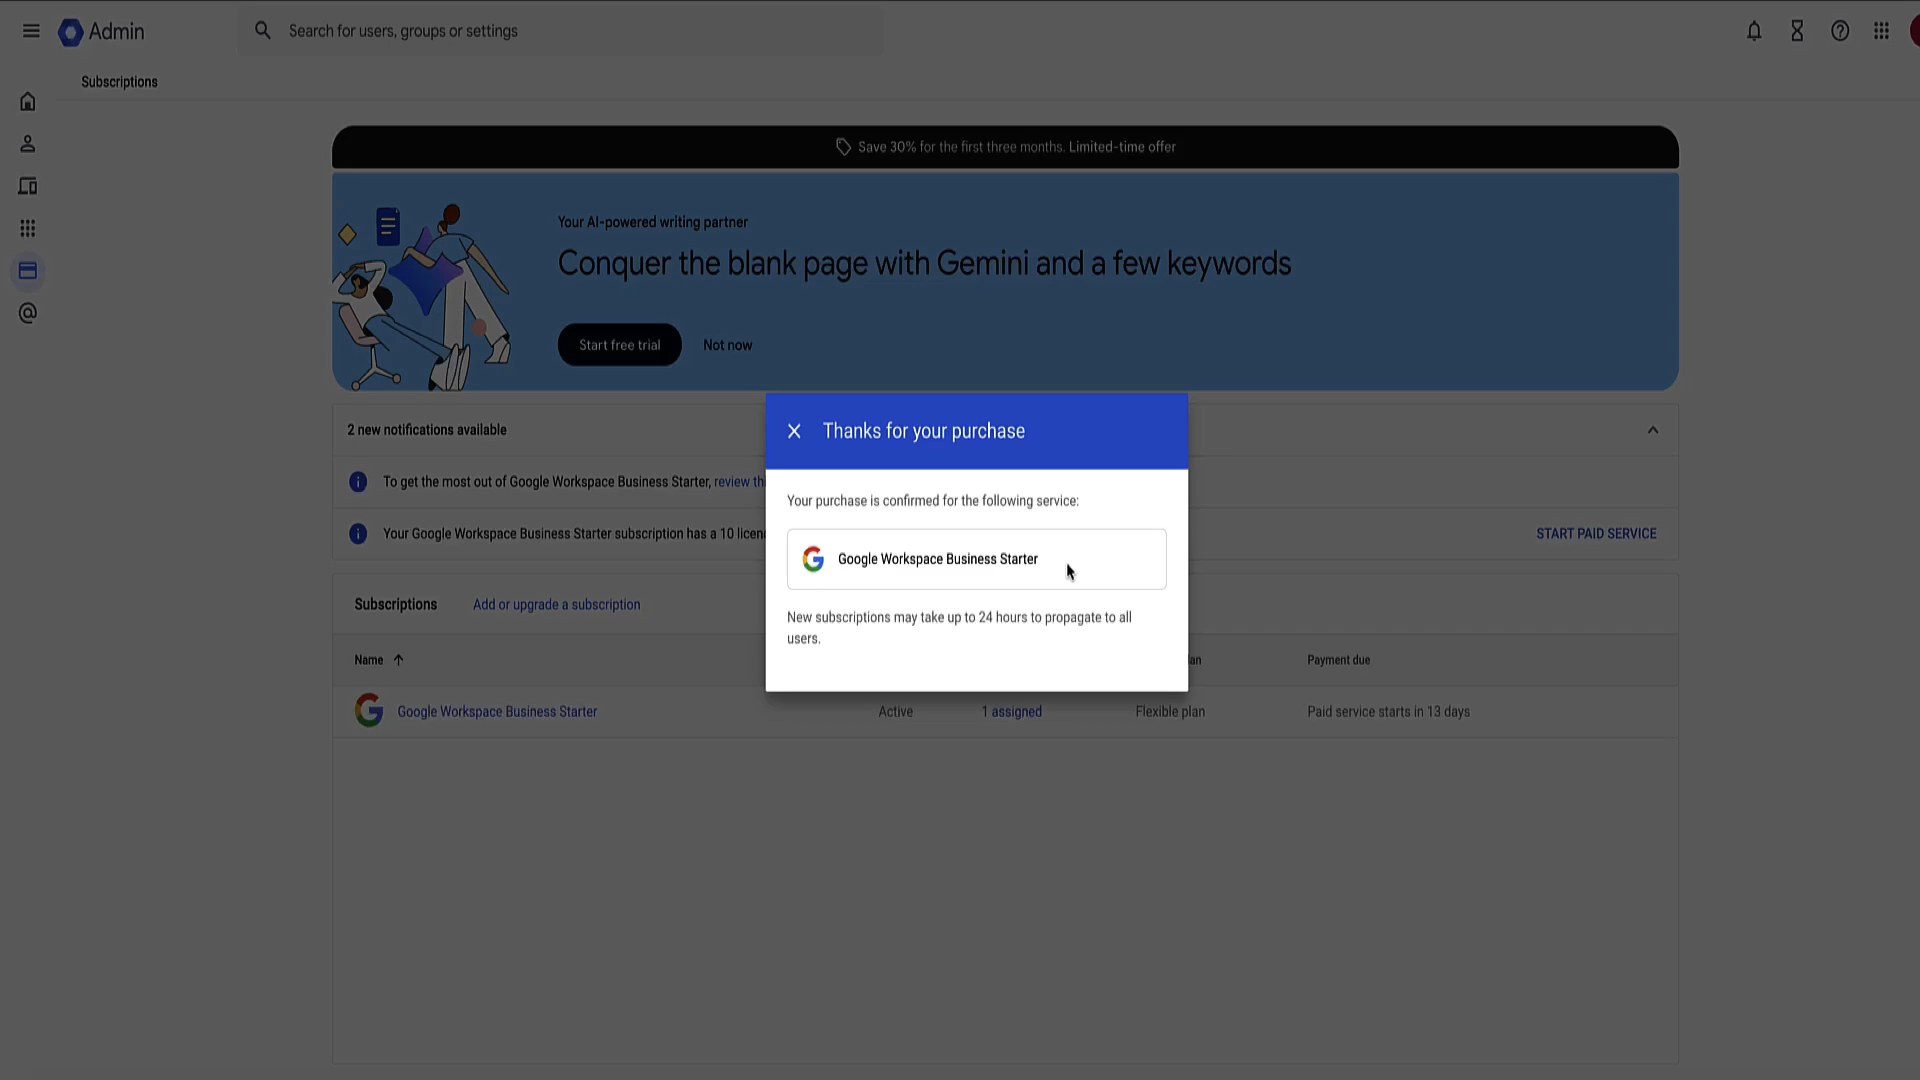 Admin
Search for users, groups or settings
Subscriptions
Save 30% for the first three months. Limited-time offer
Your AI-powered writing partner
Conquer the blank page with Gemini and a few keywords
Start free trial
Not now
2 new notifications available
To get the most out of Google Workspace Business Starter, review
Your Google Workspace Business Starter subscription has a 10
START PAID SERVICE
Thanks for your purchase
Your purchase is confirmed for the following service:
Google Workspace Business Starter
New subscriptions may take up to 24 hours to propagate to all
users.
Subscriptions
Add or upgrade a subscription
Name
Payment due
Google Workspace Business Starter
Active
1 assigned
Flexible plan
Paid service starts in 13 days